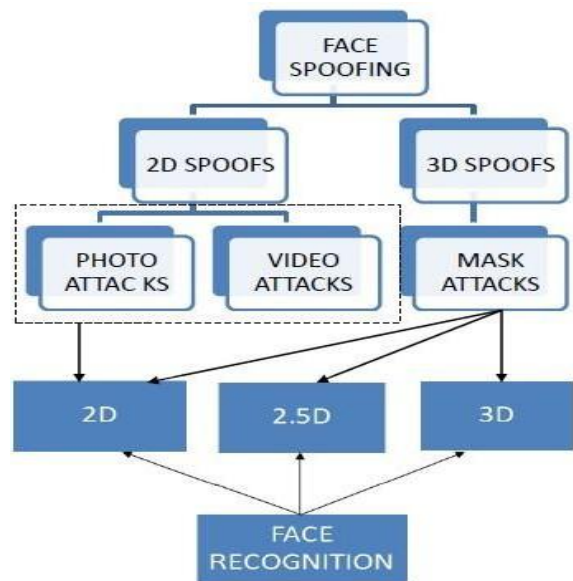 FACE
SPOOFING
2D SPOOFS
3D SPOOFS
PHOTO
ATTAC KS
VIDEO
ATTACKS
MASK
ATTACKS
2D
2.5D
3D
FACE
RECOGNITION